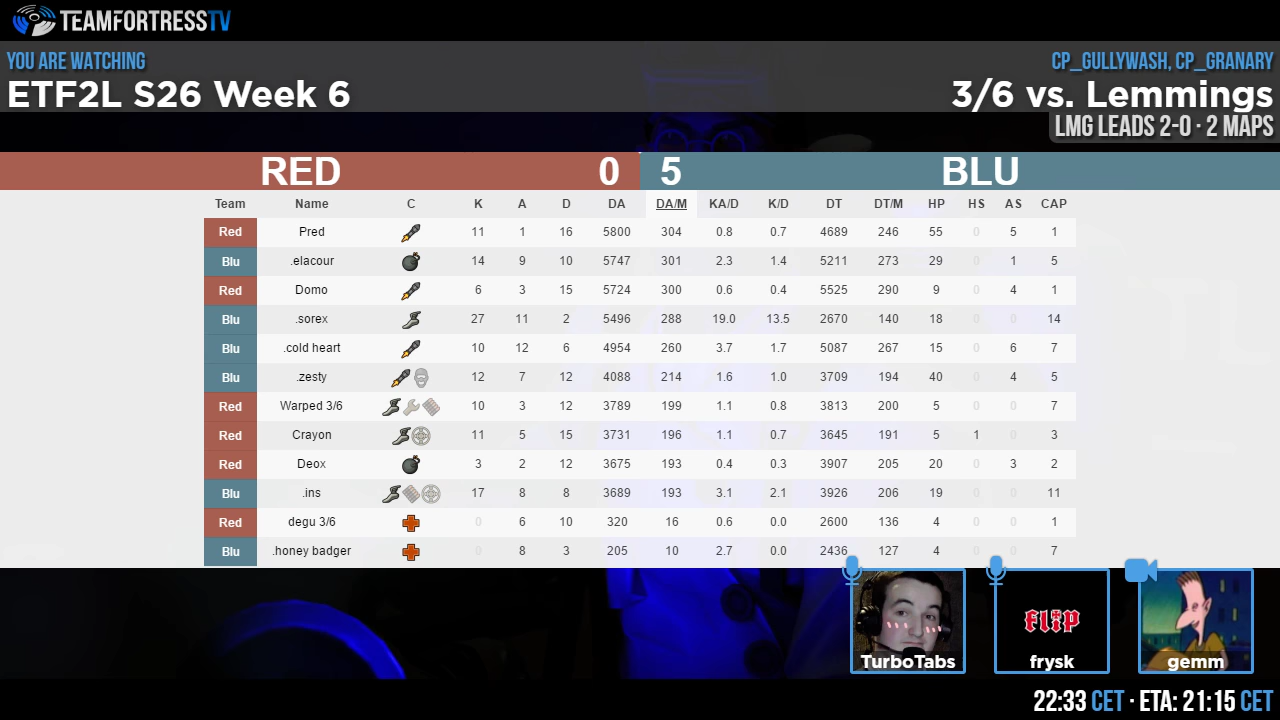 TEAMFORTRESSTV
YOU ARE WATCHING
ETF2L S26 Week 6
CP_GULLYWASH, CP_GRANARY
3/6 vs. Lemmings
LMG LEADS 2-0 · 2 MAPS
RED 0 5 BLU
Team Name C K A D DA DA/M KA/D K/D DT DT/M HP HS AS CAP
Red Pred 11 1 16 5800 304 0.8 0.7 4689 246 55 0 5 1
Blu .elacour 14 9 10 5747 301 2.3 1.4 5211 273 29 0 1 5
Red Domo 6 3 15 5724 300 0.6 0.4 5525 290 9 0 4 1
Blu .sorex 27 11 2 5496 288 19.0 13.5 2670 140 18 0 0 14
Blu .cold heart 10 12 6 4954 260 3.7 1.7 5087 267 15 0 6 7
Blu .zesty 12 7 12 4088 214 1.6 1.0 3709 194 40 0 4 5
Red Warped 3/6 10 3 12 3789 199 1.1 0.8 3813 200 5 0 0 7
Red Crayon 11 5 15 3731 196 1.1 0.7 3645 191 5 1 0 3
Red Deox 3 2 12 3675 193 0.4 0.3 3907 205 20 0 3 2
Blu .ins 17 8 8 3689 193 3.1 2.1 3926 206 19 0 0 11
Red degu 3/6 0 6 10 320 16 0.6 0.0 2600 136 4 0 0 1
Blu .honey badger 0 8 3 205 10 2.7 0.0 2436 127 4 0 0 7
FLIP
TurboTabs frysk gemm
22:33 CET · ETA: 21:15 CET